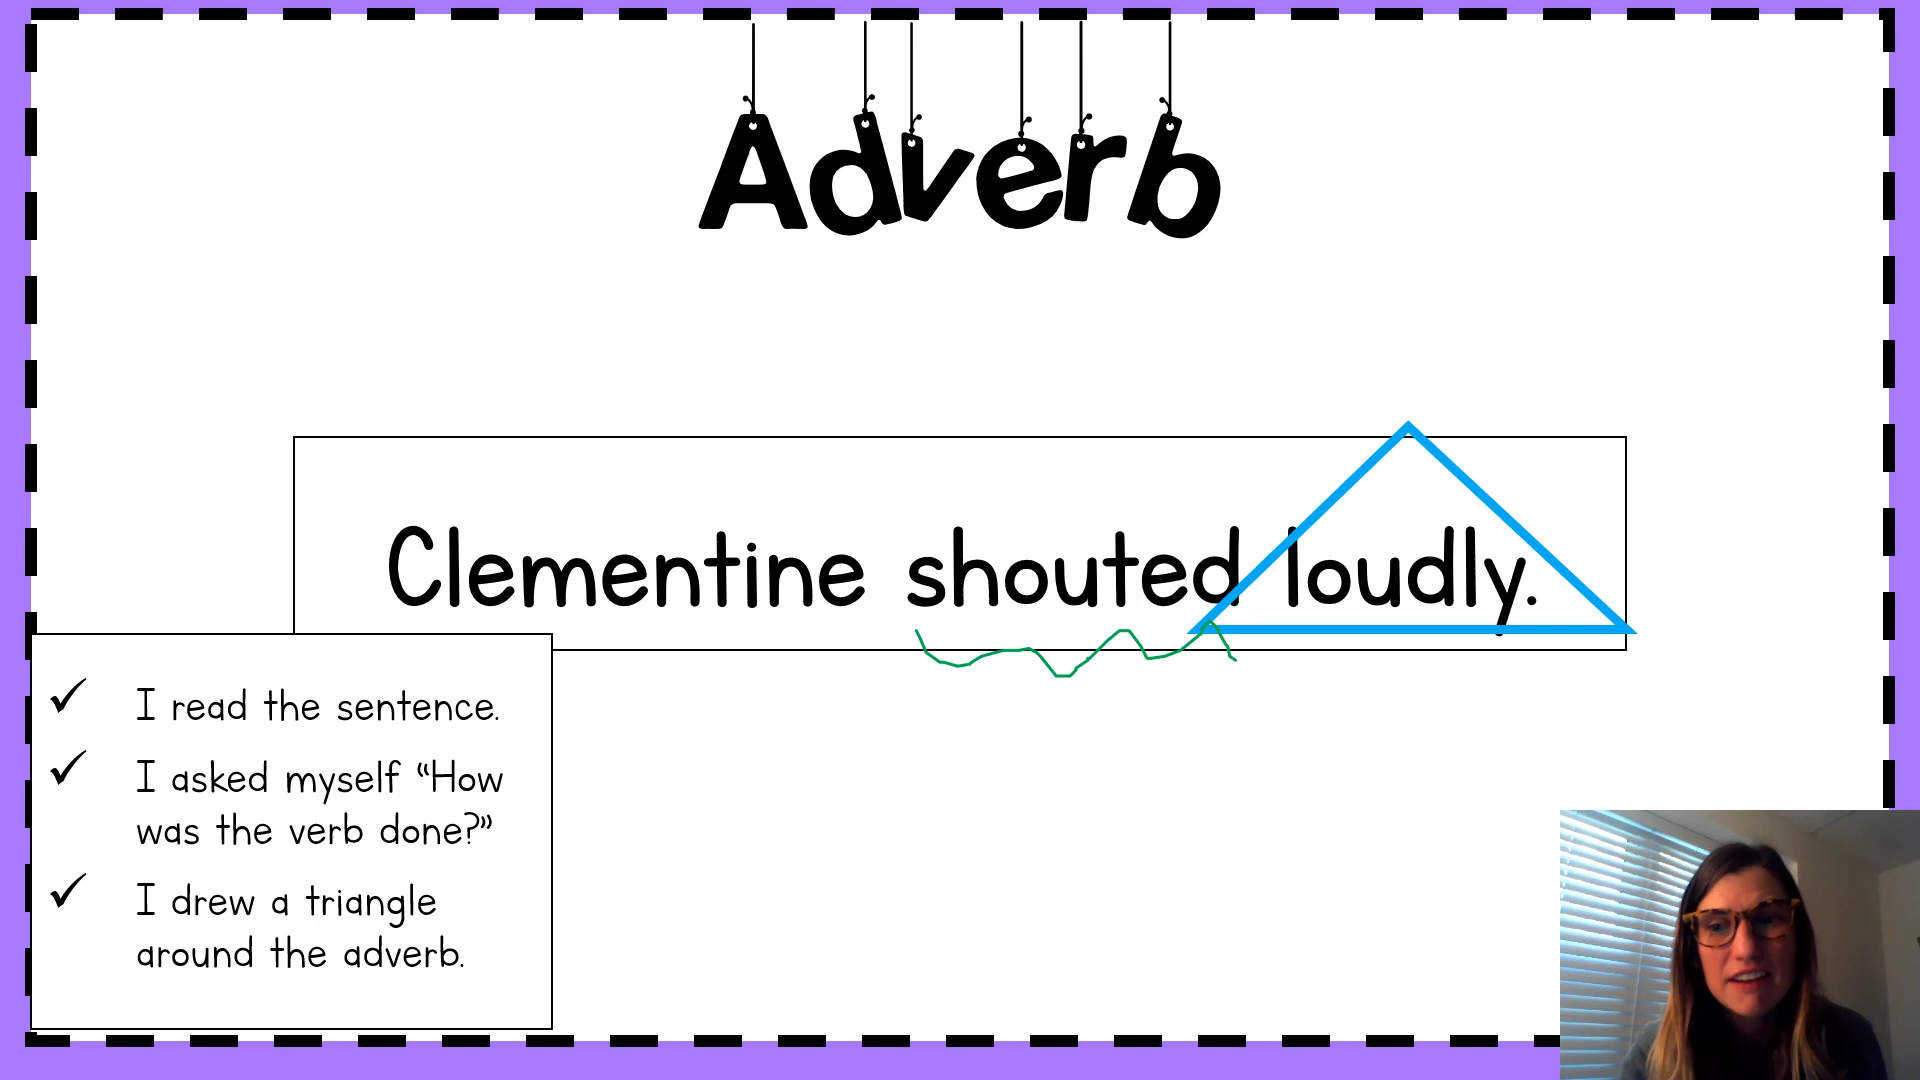 Adverb
Clementine shouted loudly.
✓ I read the sentence.
✓ I asked myself “How
was the verb done?”
✓ I drew a triangle
around the adverb.